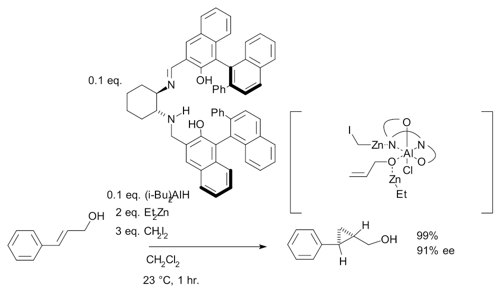 0.1 eq.
N
OH
Ph
N
H
HO
Ph
0.1 eq. (i-Bu)2AlH
2 eq. Et2Zn
3 eq. CH2I2
CH2Cl2
23 °C, 1 hr.
OH
I
Zn
N
O
Al
N
O
Cl
Zn
Et
H
H
OH
Ph
99%
91% ee